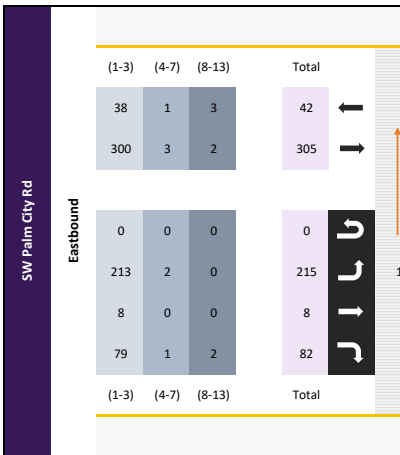 SW Palm City Rd
Eastbound
(1-3) (4-7) (8-13) Total
38 1 3 42
300 3 2 305
0 0 0 0
213 2 0 215
8 0 0 8
79 1 2 82
(1-3) (4-7) (8-13) Total